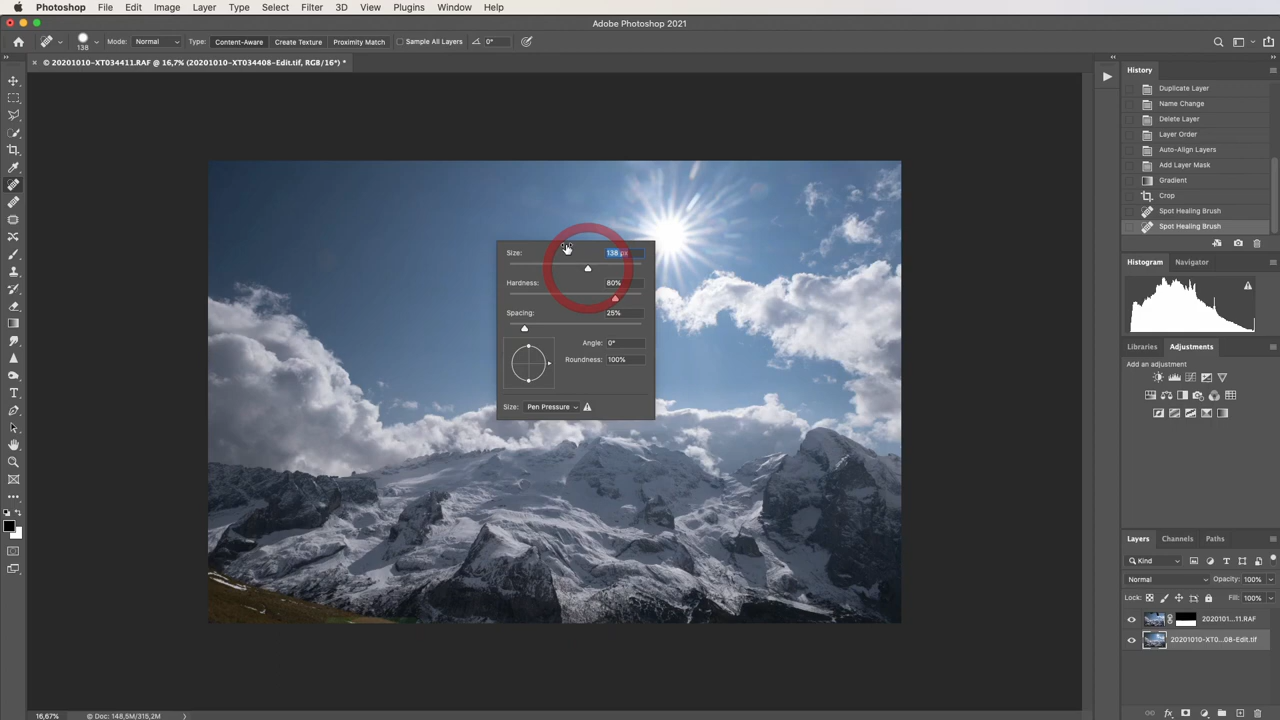 Photoshop File Edit Image Layer Type Select Filter 3D View Plugins Window Help
Adobe Photoshop 2021
138 Mode: Normal Type: Content-Aware Create Texture Proximity Match Sample All Layers 0°
× © 20201010-XT034411.RAF @ 16,7% (20201010-XT034408-Edit.tif, RGB/16*) *
History
Duplicate Layer
Name Change
Delete Layer
Layer Order
Auto-Align Layers
Add Layer Mask
Gradient
Crop
Spot Healing Brush
Spot Healing Brush
Size: 138 px
Hardness: 80%
Spacing: 25%
Angle: 0°
Roundness: 100%
Size: Pen Pressure
Histogram Navigator
Libraries Adjustments
Add an adjustment
Layers Channels Paths
Kind
Normal Opacity: 100%
Lock: Fill: 100%
2020101...11.RAF
20201010-XT0...08-Edit.tif
16,67% Doc: 148,5M/315,2M